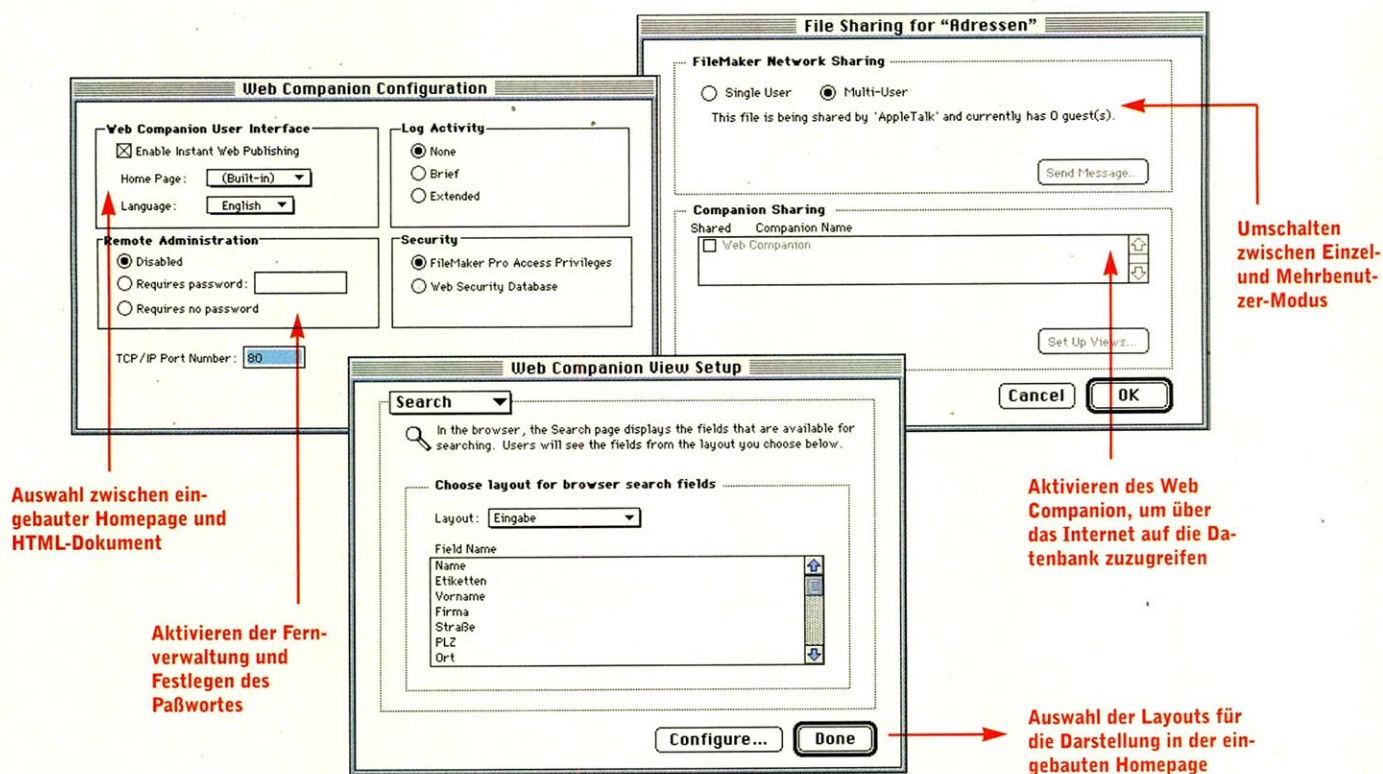 File Sharing for “Adressen”
FileMaker Network Sharing
Single User Multi-User
This file is being shared by 'AppleTalk' and currently has 0 guest(s).
Send Message...
Companion Sharing
Shared Companion Name
Web Companion
Set Up Views...
Cancel OK
Web Companion Configuration
Web Companion User Interface
Enable Instant Web Publishing
Home Page: (Built-in)
Language: English
Log Activity
None
Brief
Extended
Remote Administration
Disabled
Requires password:
Requires no password
Security
FileMaker Pro Access Privileges
Web Security Database
TCP/IP Port Number: 80
Web Companion View Setup
Search
In the browser, the Search page displays the fields that are available for
searching. Users will see the fields from the layout you choose below.
Choose layout for browser search fields
Layout: Eingabe
Field Name
Name
Etiketten
Vorname
Firma
Straße
PLZ
Ort
Configure... Done
Umschalten
zwischen Einzel-
und Mehrbenut-
zer-Modus
Auswahl zwischen ein-
gebauter Homepage und
HTML-Dokument
Aktivieren der Fern-
verwaltung und
Festlegen des
Paßwortes
Aktivieren des Web
Companion, um über
das Internet auf die Da-
tenbank zuzugreifen
Auswahl der Layouts für
die Darstellung in der ein-
gebauten Homepage